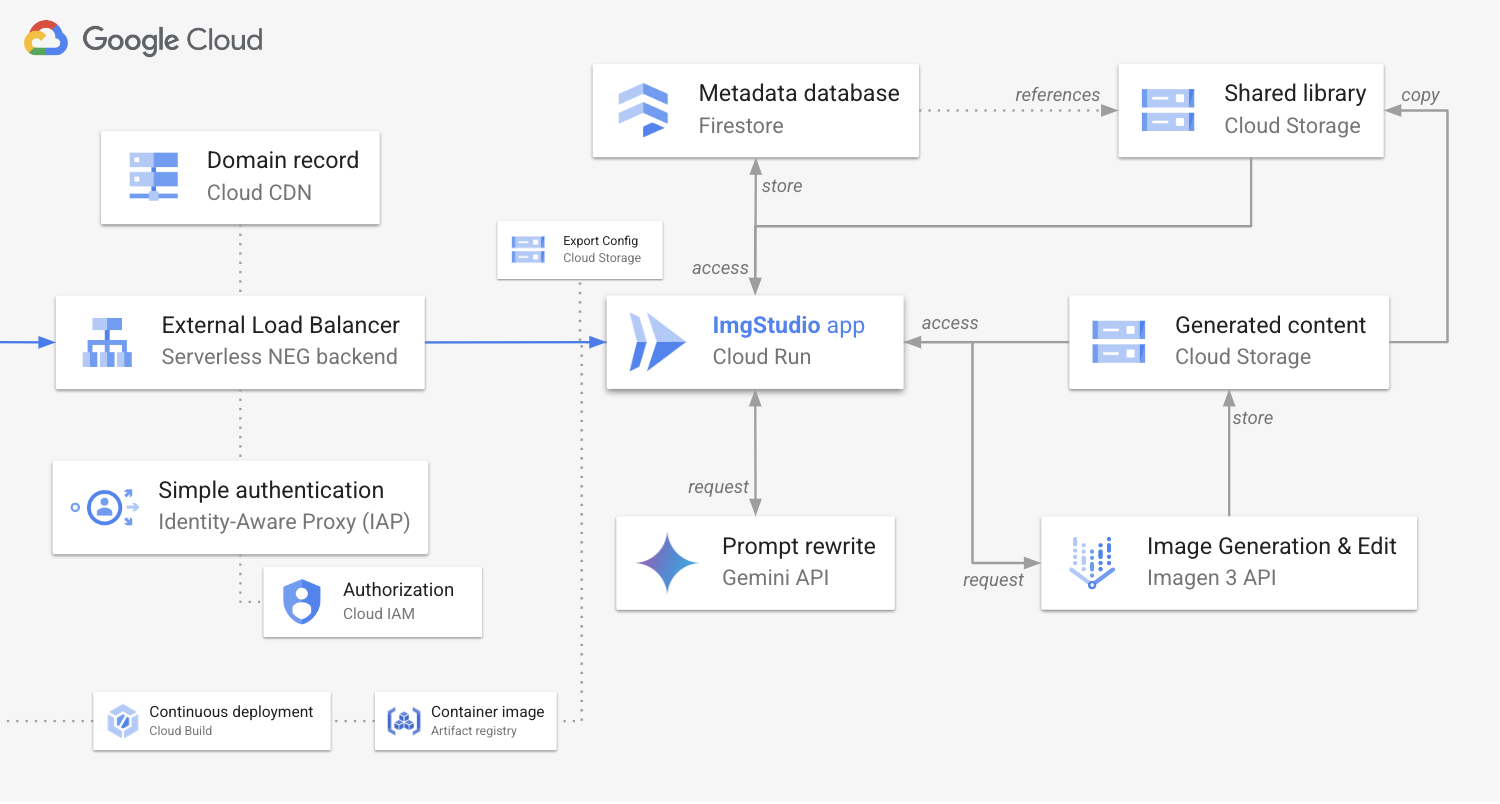 Google Cloud
Metadata database
Firestore
references
Shared library
Cloud Storage
copy
Domain record
Cloud CDN
store
Export Config
Cloud Storage
access
External Load Balancer
Serverless NEG backend
ImgStudio app
Cloud Run
access
Generated content
Cloud Storage
store
Simple authentication
Identity-Aware Proxy (IAP)
request
Prompt rewrite
Gemini API
request
Image Generation & Edit
Imagen 3 API
Authorization
Cloud IAM
Continuous deployment
Cloud Build
Container image
Artifact registry